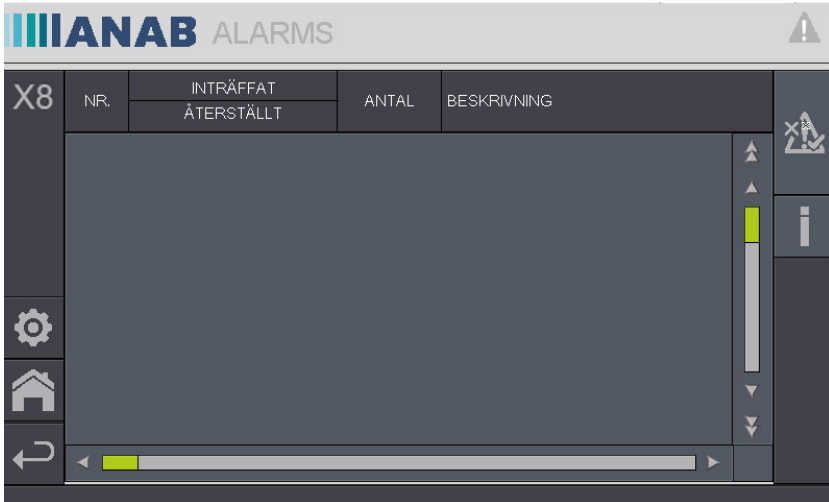 ANAB ALARMS
X8
NR.
INTRÄFFAT
ÅTERSTÄLLT
ANTAL
BESKRIVNING
i